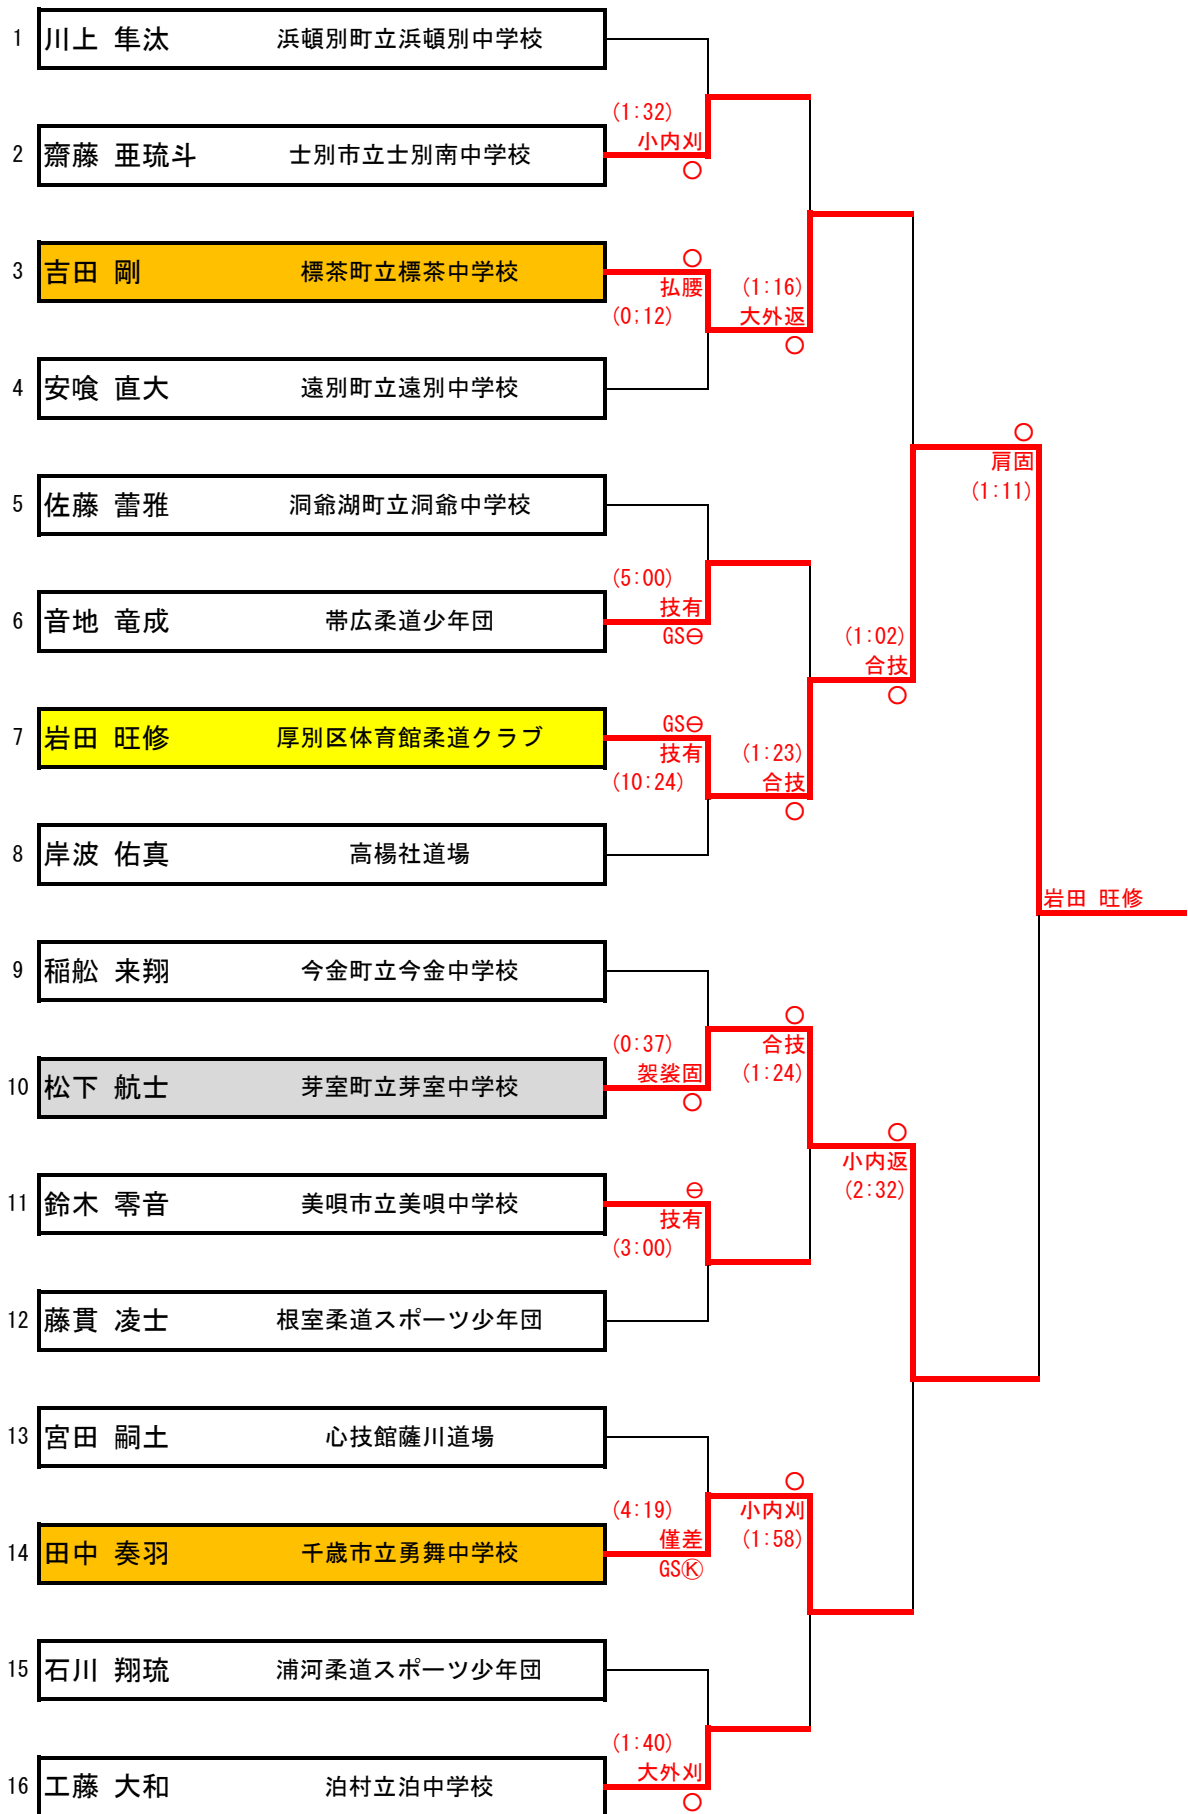 1 川上 隼汰 浜頓別町立浜頓別中学校
(1:32)
小内刈
2 齋藤 亜琉斗 士別市立士別南中学校
○
○
3 吉田 剛 標茶町立標茶中学校
払腰 (1:16)
(0;12) 大外返
○
4 安喰 直大 遠別町立遠別中学校
○
肩固
(1:11)
5 佐藤 蕾雅 洞爺湖町立洞爺中学校
(5:00)
技有
6 音地 竜成 帯広柔道少年団
GS⊖ (1:02)
合技
○
GS⊖
7 岩田 旺修 厚別区体育館柔道クラブ
技有 (1:23)
(10:24) 合技
○
8 岸波 佑真 高楊社道場
岩田 旺修
9 稲舩 来翔 今金町立今金中学校
○
(0:37) 合技
袈裟固 (1:24)
10 松下 航士 芽室町立芽室中学校
○
○
小内返
⊖ (2:32)
11 鈴木 零音 美唄市立美唄中学校
技有
(3:00)
12 藤貫 凌士 根室柔道スポーツ少年団
13 宮田 嗣土 心技館薩川道場
○
(4:19) 小内刈
僅差 (1:58)
14 田中 奏羽 千歳市立勇舞中学校
GSⓀ
15 石川 翔琉 浦河柔道スポーツ少年団
(1:40)
大外刈
16 工藤 大和 泊村立泊中学校
○